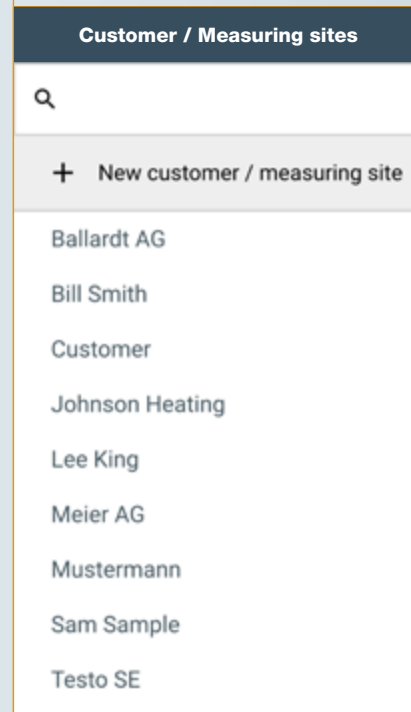 Customer / Measuring sites
+ New customer / measuring site
Ballardt AG
Bill Smith
Customer
Johnson Heating
Lee King
Meier AG
Mustermann
Sam Sample
Testo SE